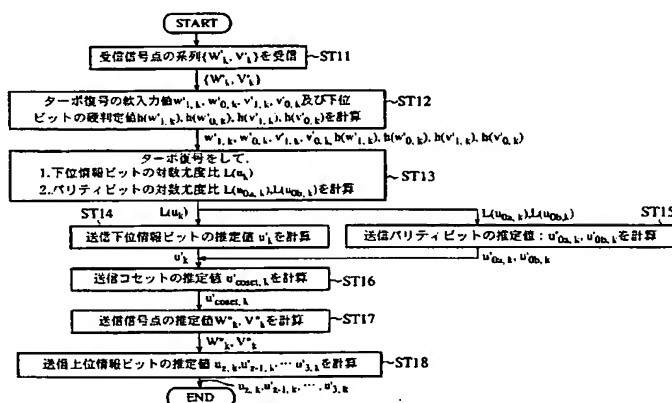 START
受信信号点の系列{W'k, V'k}を受信
ST11
{W'k, V'k}
ターボ復号の軟入力値w'1,k, w'0,k, v'1,k, v'0,k及び下位
ビットの硬判定値h(w'1,k), h(w'0,k), h(v'1,k), h(v'0,k)を計算
ST12
w'1,k, w'0,k, v'1,k, v'0,k, h(w'1,k), h(w'0,k), h(v'1,k), h(v'0,k)
ターボ復号をして、
1.下位情報ビットの対数尤度比 L(uk)
2.パリティビットの対数尤度比 L(u0a,k),L(u0b,k)を計算
ST13
ST14
L(uk)
L(u0a,k),L(u0b,k)
ST15
送信下位情報ビットの推定値 u'kを計算
送信パリティビットの推定値：u'0a,k, u'0b,kを計算
u'k
u'0a,k, u'0b,k
送信コセットの推定値 u'coset,kを計算
ST16
u'coset,k
送信信号点の推定値W"k, V"kを計算
ST17
W"k, V"k
送信上位情報ビットの推定値 uz,k,u'z-1,k,… u'3,kを計算
ST18
uz,k,u'z-1,k,…,u'3,k
END